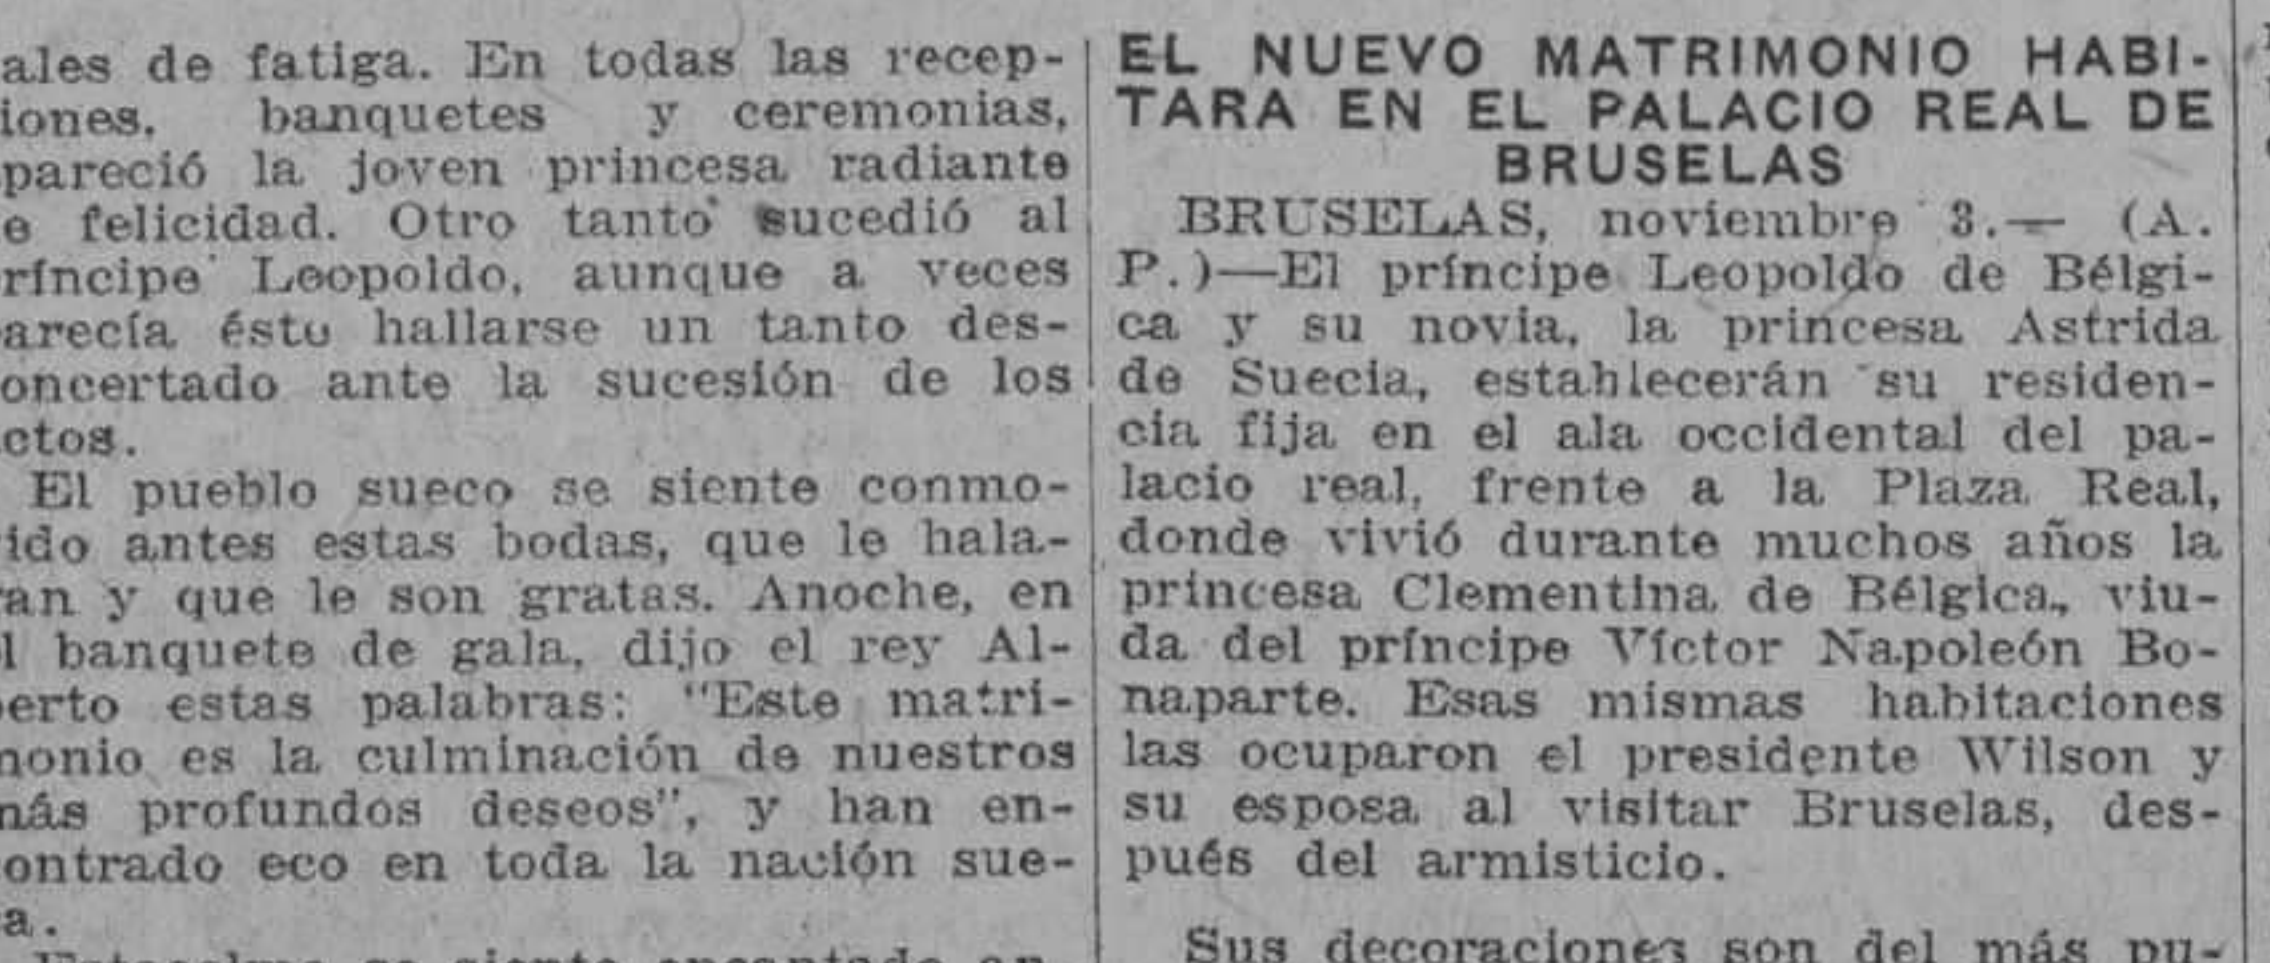 ales de fatiga. En todas las recep-
iones, banquetes y ceremonias,
pareció la joven princesa radiante
e felicidad. Otro tanto sucedió al
ríncipe Leopoldo, aunque a veces
arecía ésto hallarse un tanto des-
oncertado ante la sucesión de los
ctos.
El pueblo sueco se siente conmo-
ido antes estas bodas, que le hala-
an y que le son gratas. Anoche, en
l banquete de gala, dijo el rey Al-
berto estas palabras: "Este matri-
monio es la culminación de nuestros
más profundos deseos", y han en-
contrado eco en toda la nación sue-
a.
EL NUEVO MATRIMONIO HABI-
TARA EN EL PALACIO REAL DE
BRUSELAS
BRUSELAS, noviembre 3.— (A.
P.)—El príncipe Leopoldo de Bélgi-
ca y su novia, la princesa Astrida
de Suecia, establecerán su residen-
cia fija en el ala occidental del pa-
lacio real, frente a la Plaza Real,
donde vivió durante muchos años la
princesa Clementina de Bélgica, viu-
da del príncipe Víctor Napoleón Bo-
naparte. Esas mismas habitaciones
las ocuparon el presidente Wilson y
su esposa al visitar Bruselas, des-
pués del armisticio.
Sus decoraciones son del más pu-